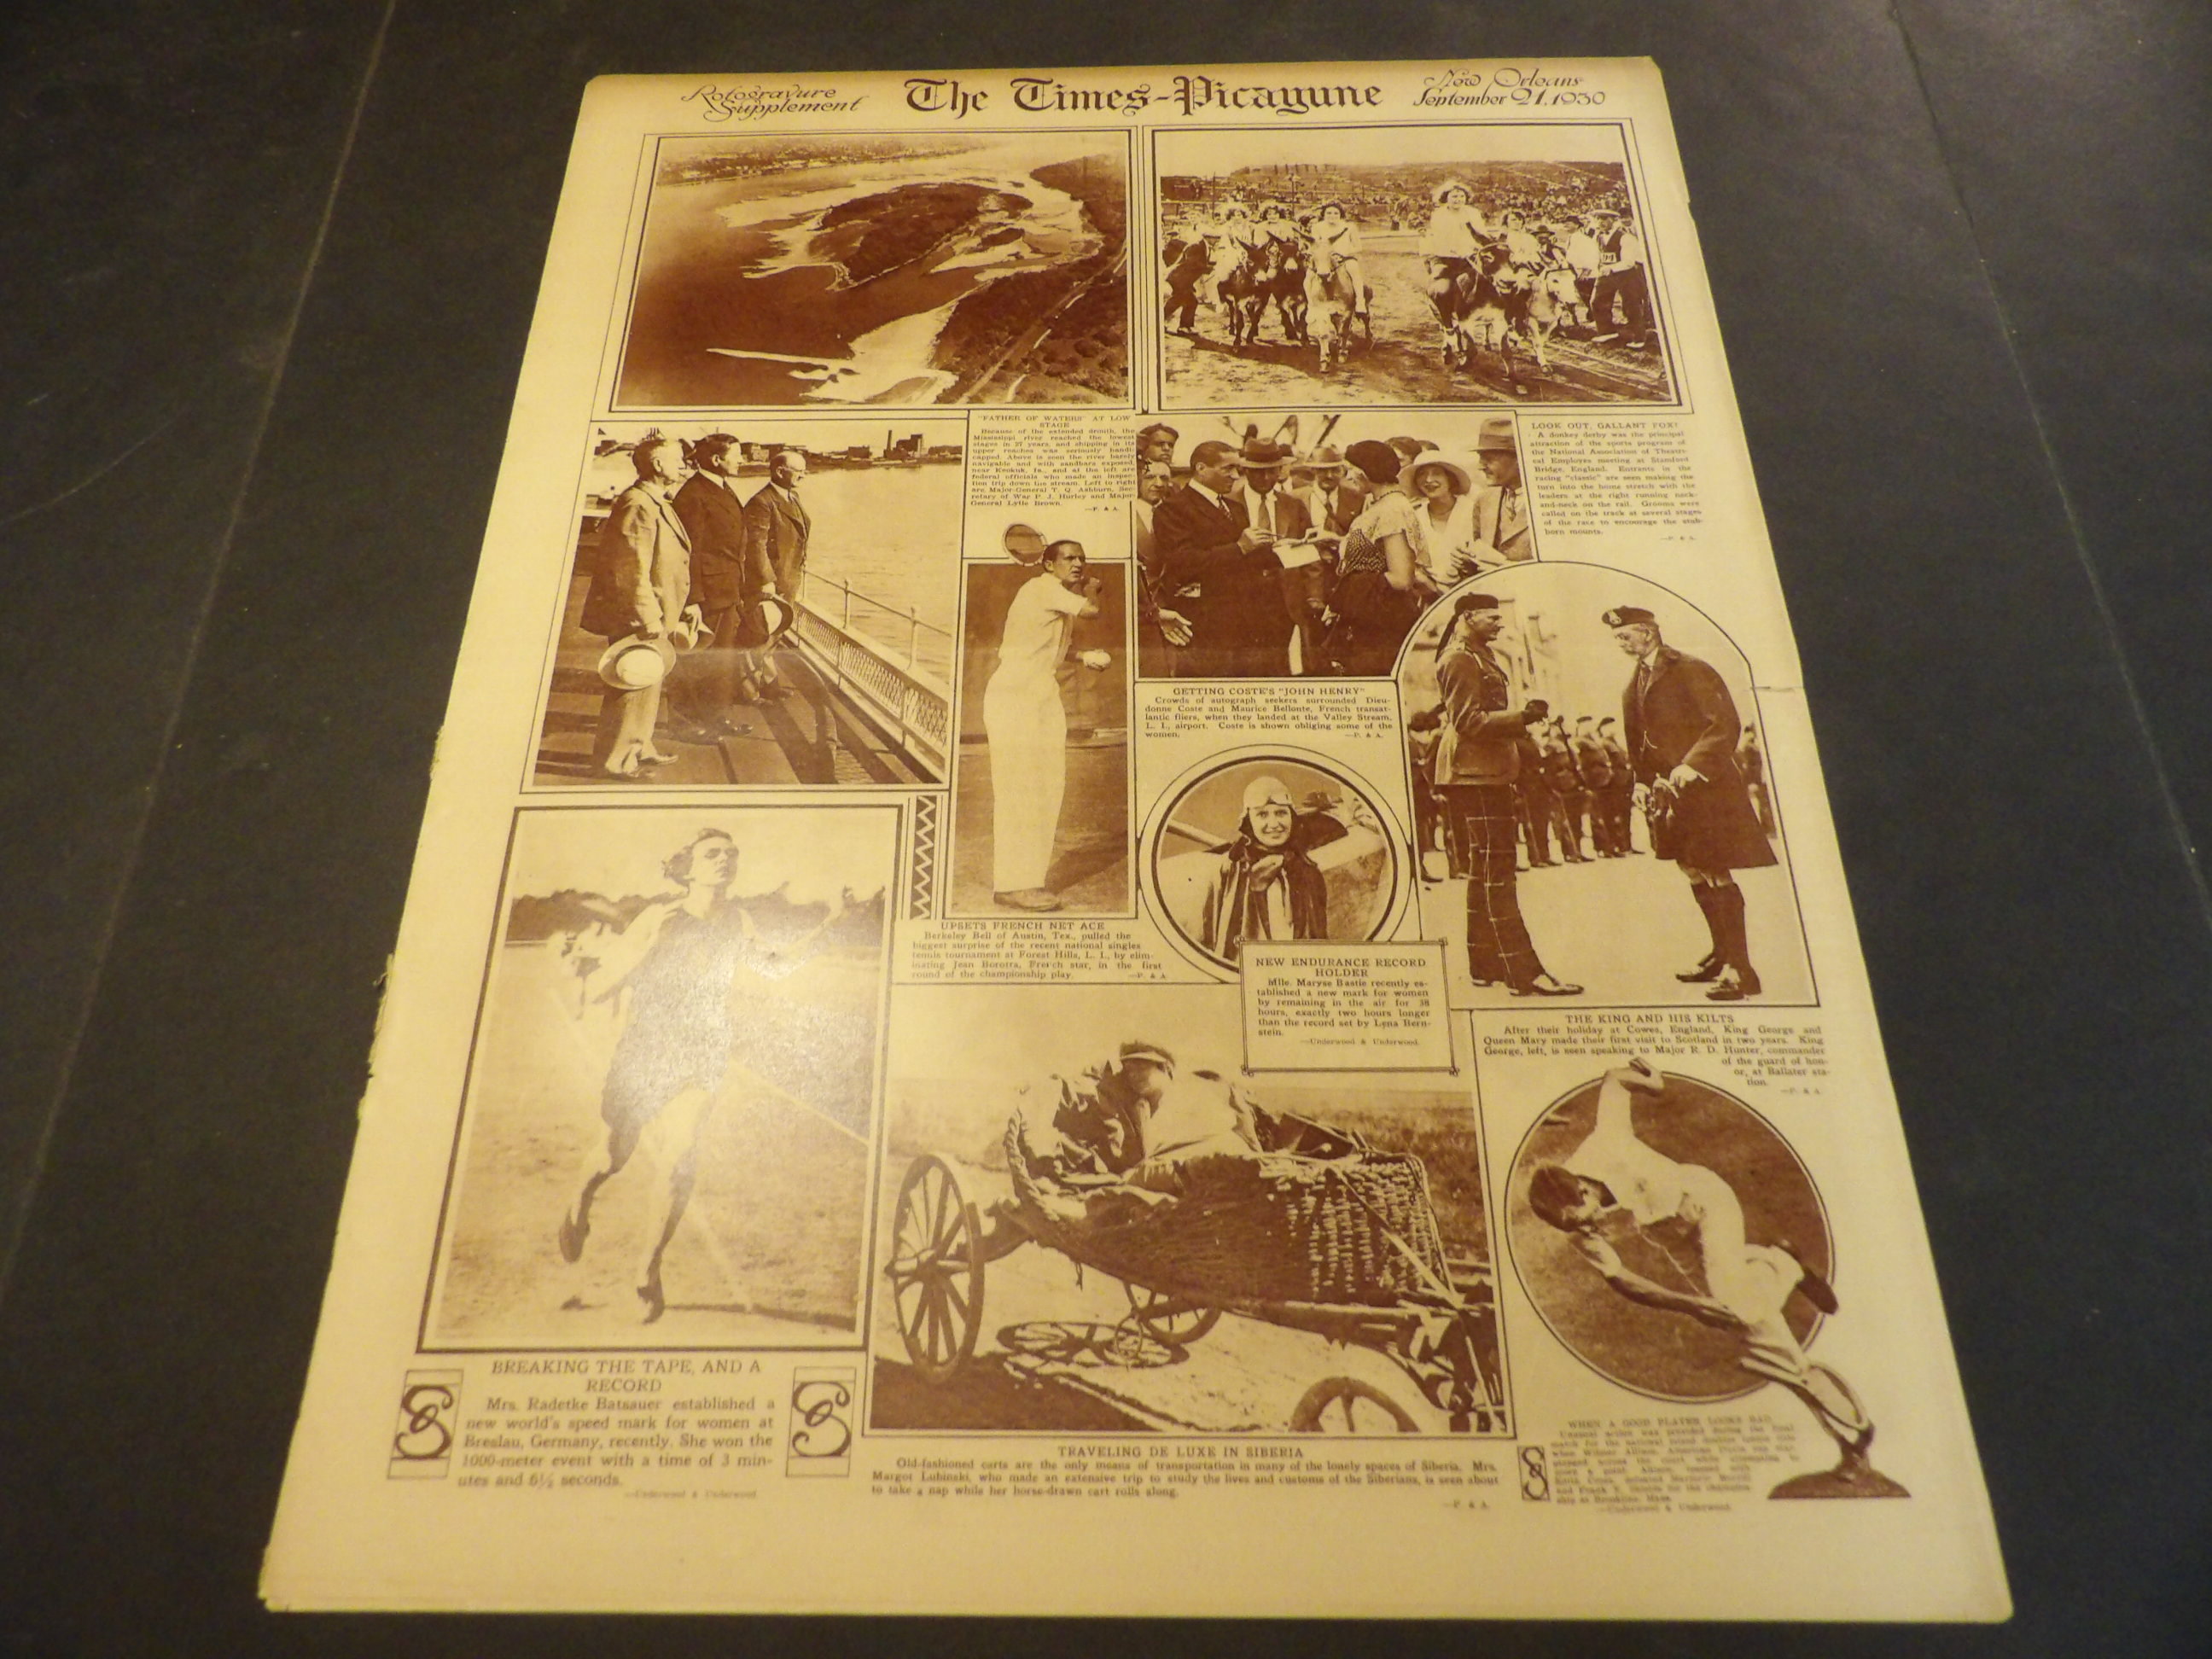 Rotogravure
Supplement
The Times-Picayune
New Orleans
September 21, 1930
"FATHER OF WATERS" AT LOW
STAGE
Because of the extended drouth, the
Mississippi river reached the lowest
stages in 27 years, and shipping in its
upper reaches was seriously handi-
capped. Above is seen the river barely
navigable and with sandbars exposed,
near Keokuk, Ia., and at the left are
federal officials who made an inspec-
tion trip down the stream. Left to right
are Major-General T. Q. Ashburn, Sec-
retary of War P. J. Hurley and Major-
General Lytle Brown.
—P. & A.
LOOK OUT, GALLANT FOX!
A donkey derby was the principal
attraction of the sports program of
the National Association of Theatri-
cal Employes meeting at Stamford
Bridge, England. Entrants in the
racing "classic" are seen making the
turn into the home stretch with the
leaders at the right running neck-
and-neck on the rail. Grooms were
called on the track at several stages
of the race to encourage the stub-
born mounts.
—P. & A.
GETTING COSTE'S "JOHN HENRY"
Crowds of autograph seekers surrounded Dieu-
donne Coste and Maurice Bellonte, French transat-
lantic fliers, when they landed at the Valley Stream,
L. I., airport. Coste is shown obliging some of the
women.
—P. & A.
UPSETS FRENCH NET ACE
Berkeley Bell of Austin, Tex., pulled the
biggest surprise of the recent national singles
tennis tournament at Forest Hills, L. I., by elim-
inating Jean Borotra, French star, in the first
round of the championship play.
—P. & A.
NEW ENDURANCE RECORD
HOLDER
Mlle. Maryse Bastie recently es-
tablished a new mark for women
by remaining in the air for 38
hours, exactly two hours longer
than the record set by Lena Bern-
stein.
—Underwood & Underwood
THE KING AND HIS KILTS
After their holiday at Cowes, England, King George and
Queen Mary made their first visit to Scotland in two years. King
George, left, is seen speaking to Major R. D. Hunter, commander
of the guard of hon-
or, at Ballater sta-
tion.
—P. & A.
BREAKING THE TAPE, AND A
RECORD
Mrs. Radetke Batsauer established a
new world's speed mark for women at
Breslau, Germany, recently. She won the
1000-meter event with a time of 3 min-
utes and 6½ seconds.
—Underwood & Underwood
TRAVELING DE LUXE IN SIBERIA
Old-fashioned carts are the only means of transportation in many of the lonely spaces of Siberia. Mrs.
Margot Lubinski, who made an extensive trip to study the lives and customs of the Siberians, is seen about
to take a nap while her horse-drawn cart rolls along.
—P. & A.
WHEN A GOOD PLAYER LOOKS BAD
Unusual action was provided during the final
match for the national
when Wilmer Allison,
across the court while attempting to
—Underwood & Underwood